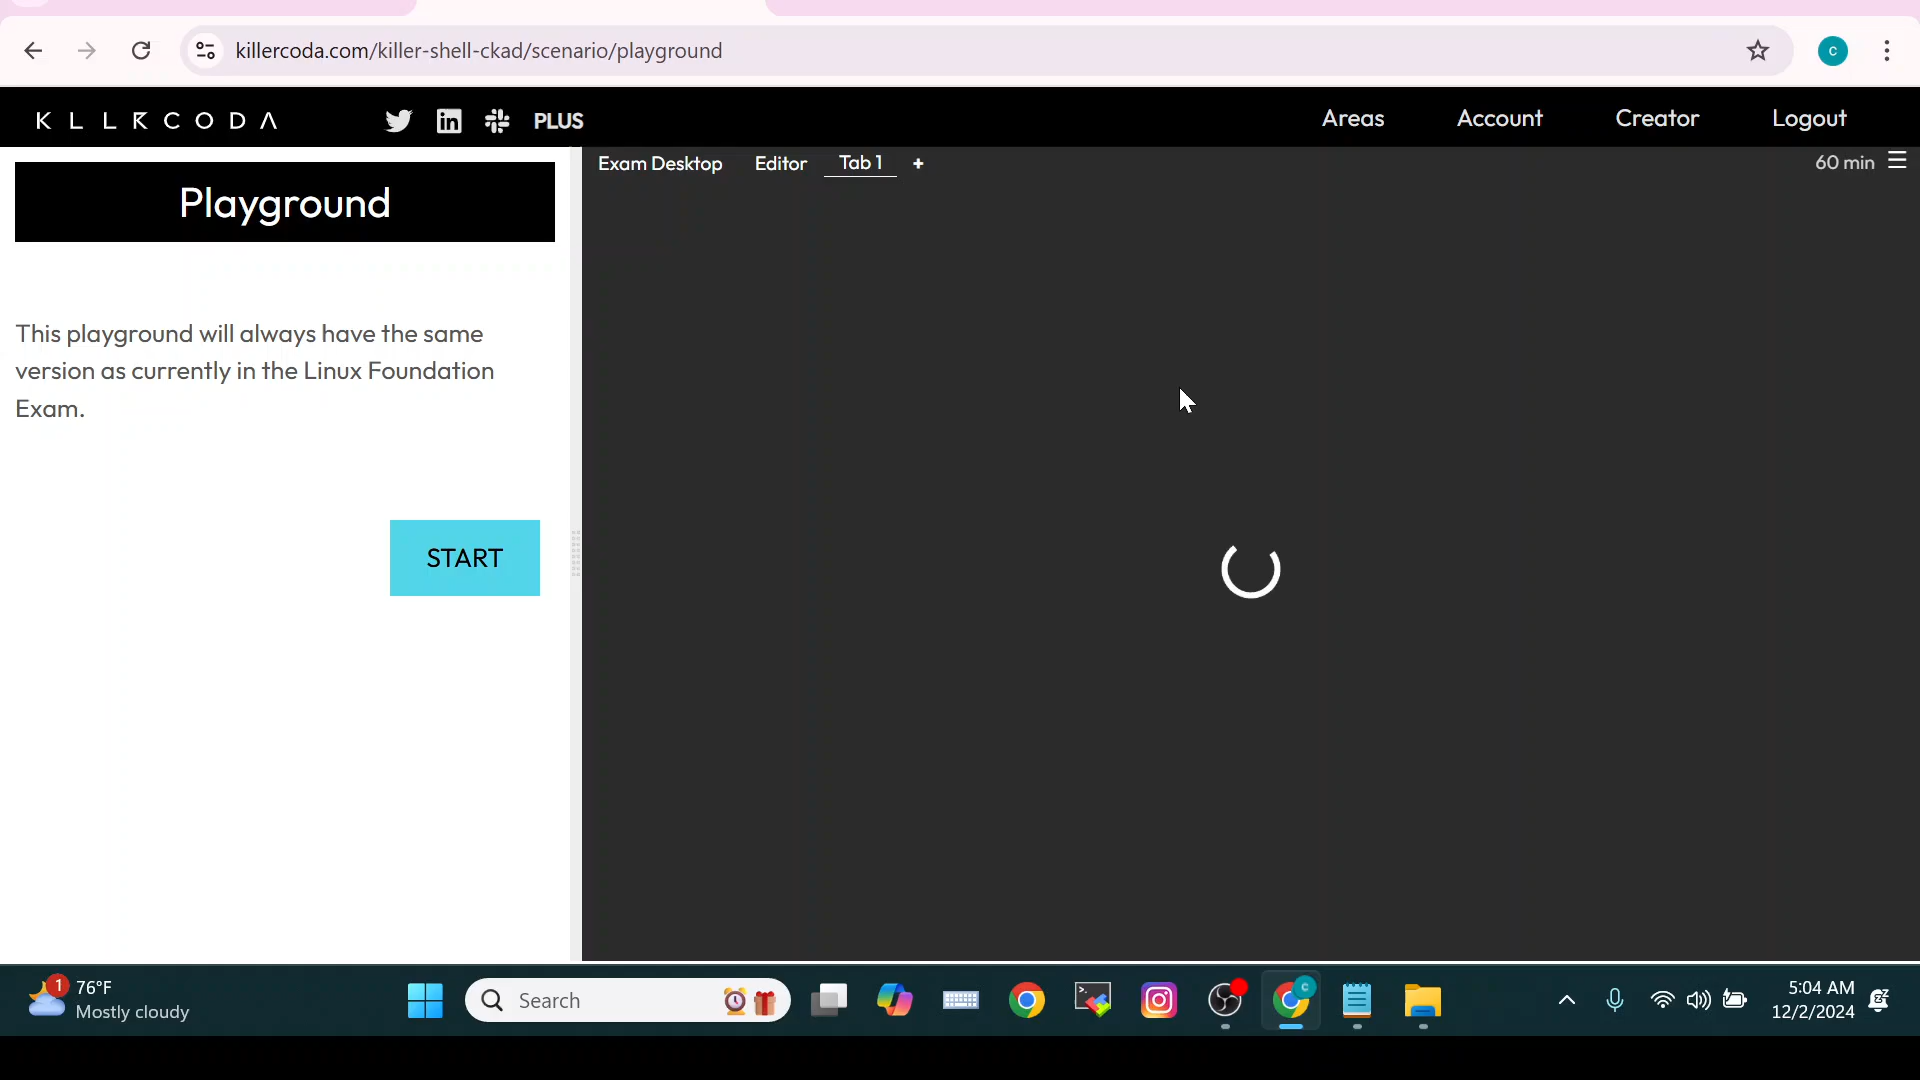 killercoda.com/killer-shell-ckad/scenario/playground
c
KLLRCODA
PLUS
Areas
Account
Creator
Logout
Exam Desktop
Editor
Tab 1
+
60 min
Playground
This playground will always have the same
version as currently in the Linux Foundation
Exam.
START
1
76°F
Mostly cloudy
Search
c
5:04 AM
12/2/2024